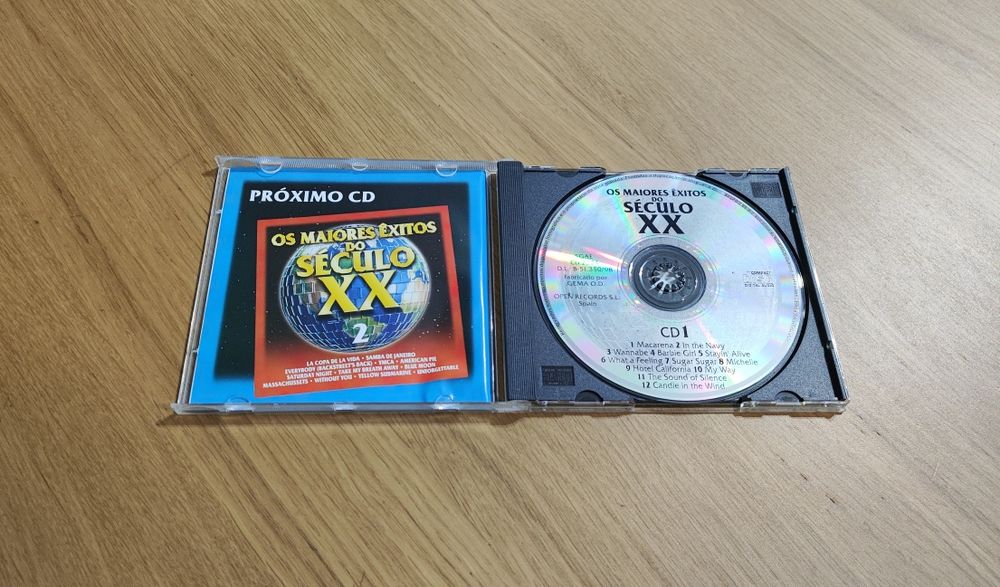 PRÓXIMO CD
OS MAIORES ÊXITOS
DO
SÉCULO
XX
2
LA COPA DE LA VIDA • SAMBA DE JANEIRO
EVERYBODY (BACKSTREET'S BACK) • YMCA • AMERICAN PIE
SATURDAY NIGHT • TAKE MY BREATH AWAY • BLUE MOON
MASSACHUSSETS • WITHOUT YOU • YELLOW SUBMARINE • UNFORGETTABLE
OS MAIORES ÊXITOS
DO
SÉCULO
XX
SGAE
fabricado por
GEMA O.D.
OPEN RECORDS S.L.
Spain
COMPACT
CD 1
1 Macarena 2 In the Navy
3 Wannabe 4 Barbie Girl 5 Stayin' Alive
6 What a Feeling 7 Sugar Sugar 8 Michelle
9 Hotel California 10 My Way
11 The Sound of Silence
12 Candle in the Wind